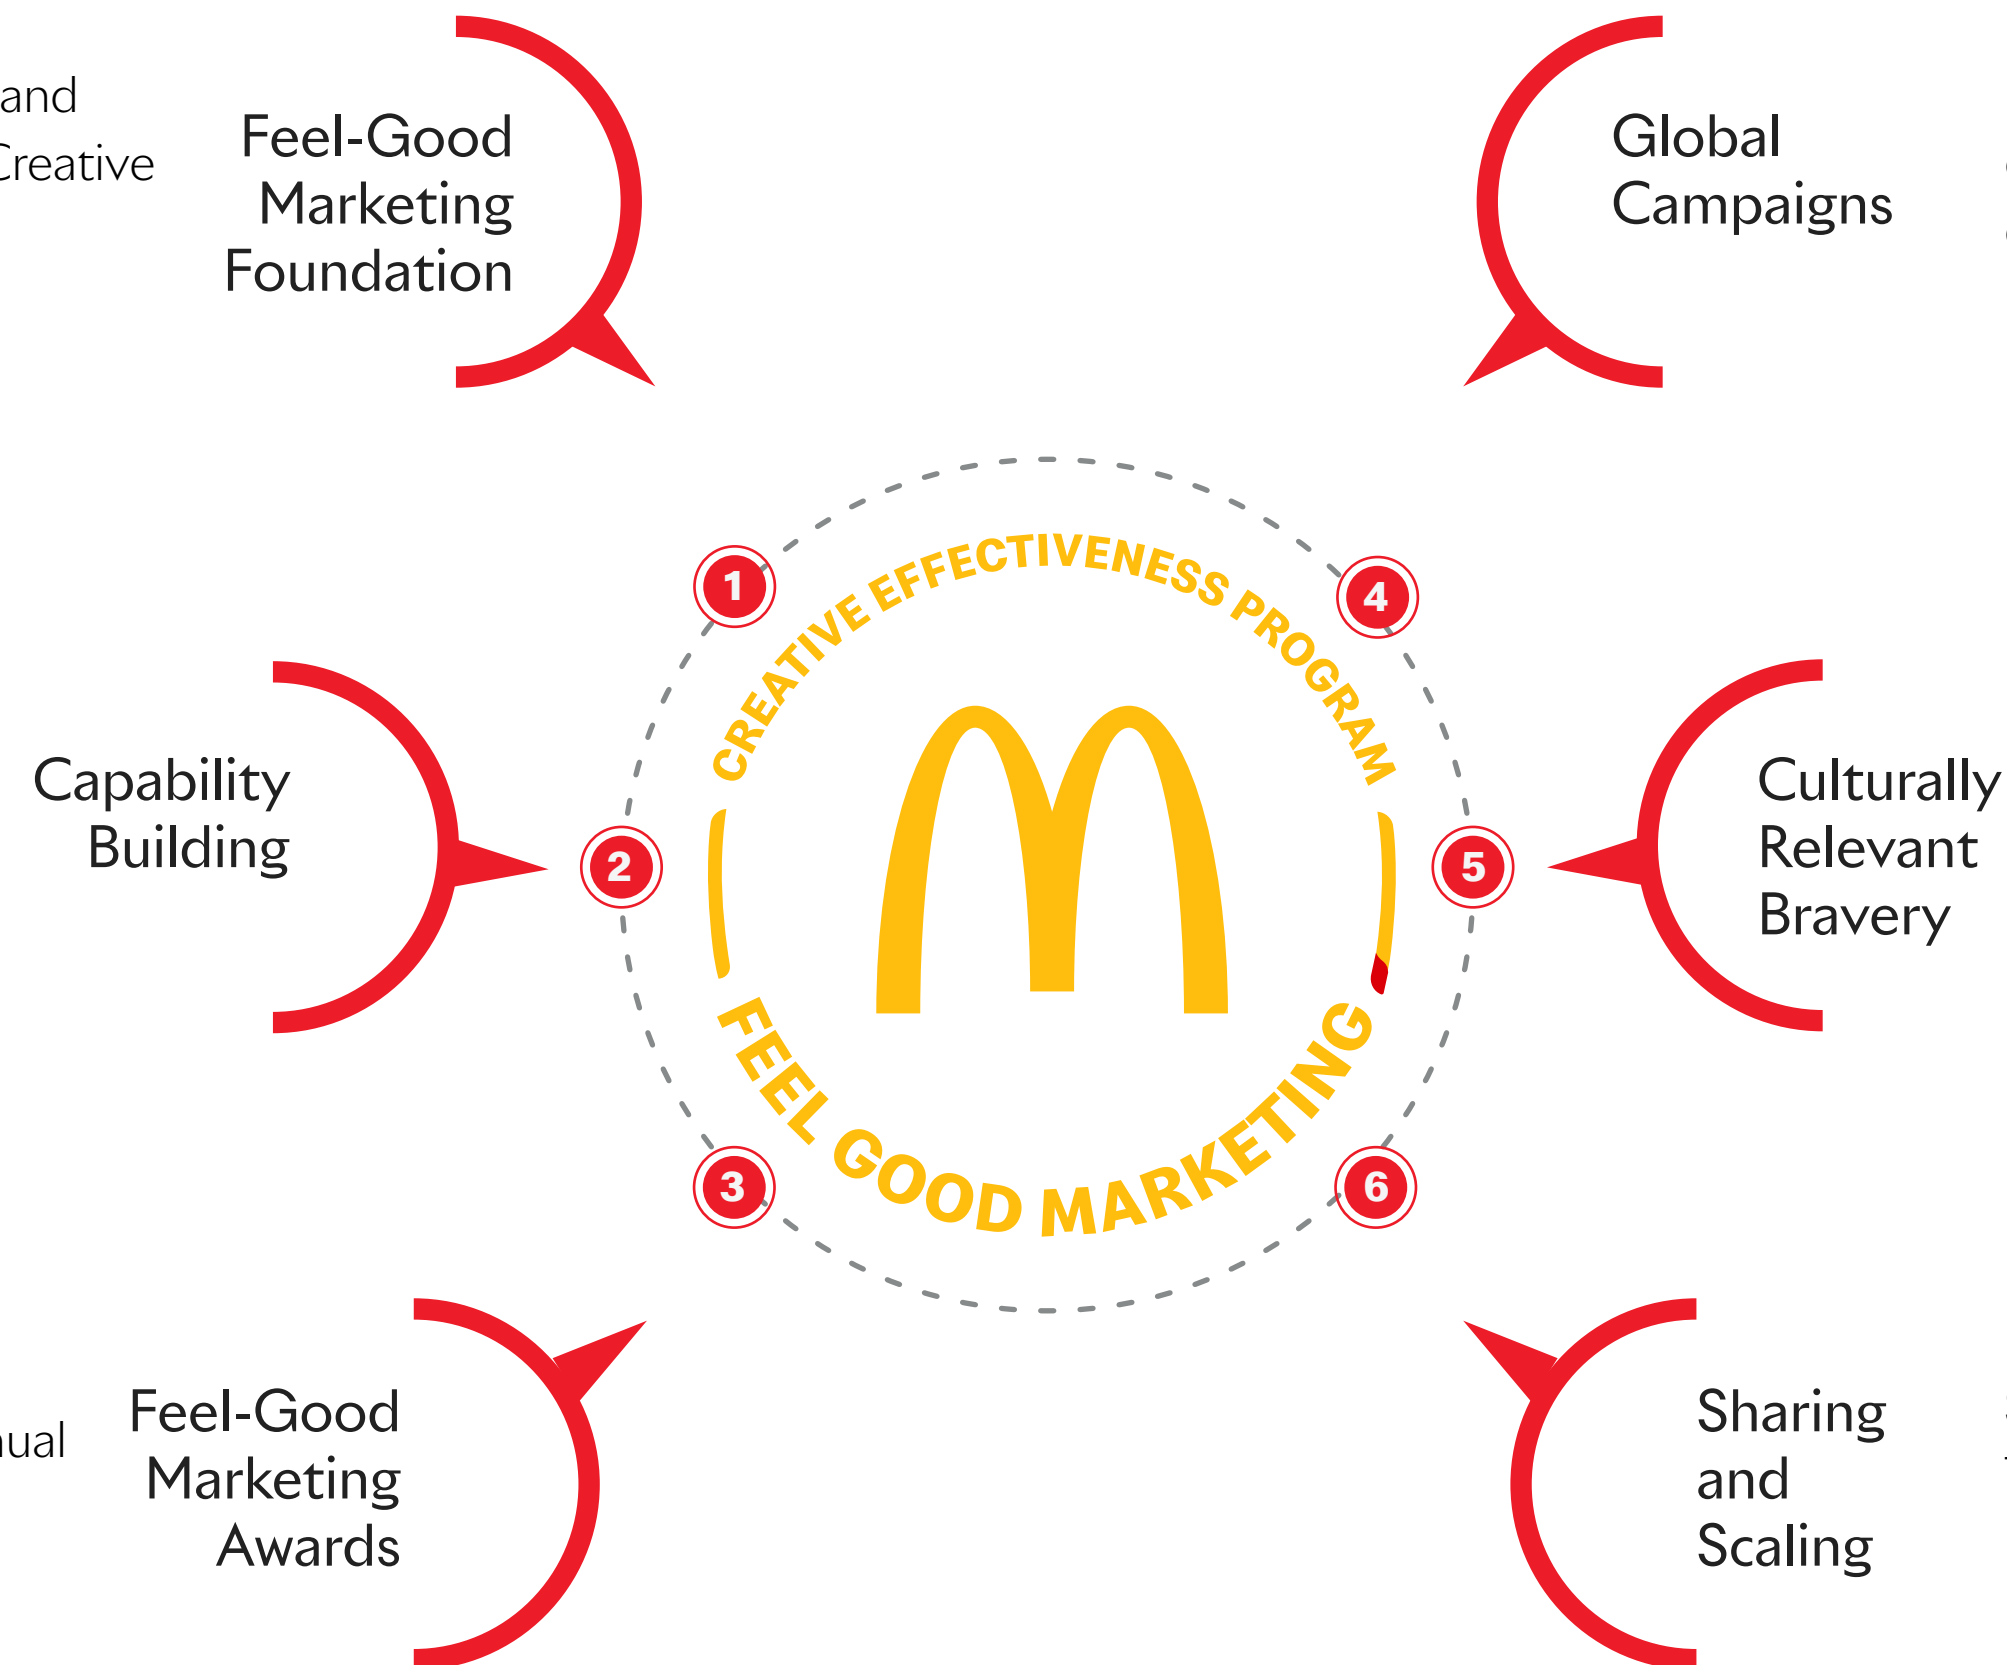 and
Creative
Feel-Good
Marketing
Foundation
Global
Campaigns
1
CREATIVE EFFECTIVENESS PROGRAM
4
Capability
Building
2
5
Culturally
Relevant
Bravery
FEEL GOOD MARKETING
3
6
Feel-Good
Marketing
Awards
Sharing
and
Scaling